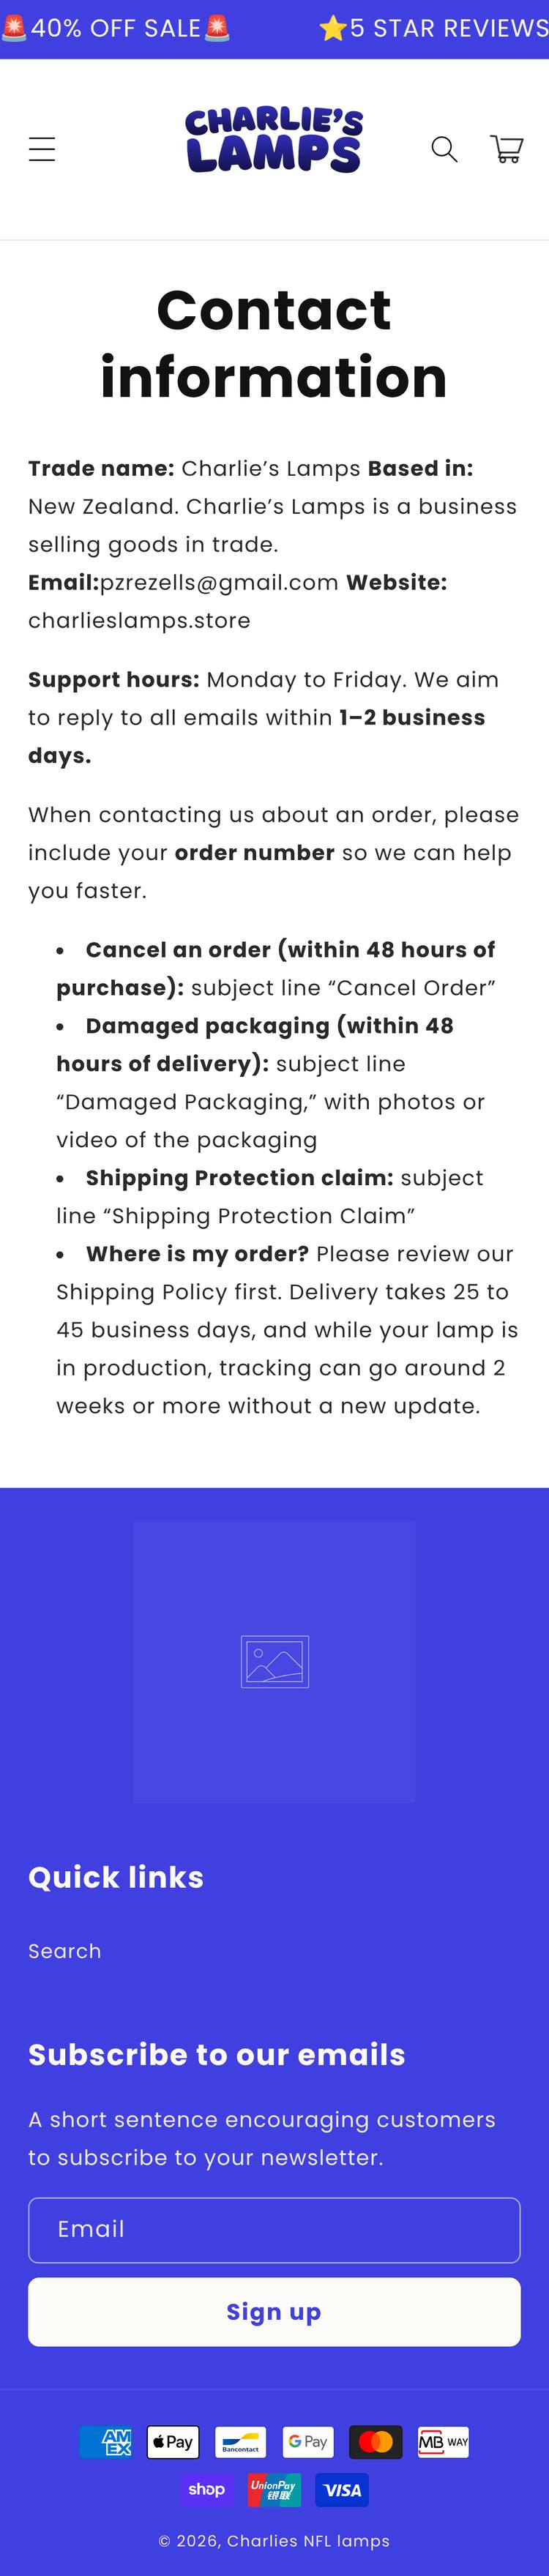 🚨40% OFF SALE🚨 ⭐5 STAR REVIEWS
CHARLIE'S
LAMPS
Contact
information
Trade name: Charlie’s Lamps Based in:
New Zealand. Charlie’s Lamps is a business
selling goods in trade.
Email:pzrezells@gmail.com Website:
charlieslamps.store
Support hours: Monday to Friday. We aim
to reply to all emails within 1–2 business
days.
When contacting us about an order, please
include your order number so we can help
you faster.
• Cancel an order (within 48 hours of
purchase): subject line “Cancel Order”
• Damaged packaging (within 48
hours of delivery): subject line
“Damaged Packaging,” with photos or
video of the packaging
• Shipping Protection claim: subject
line “Shipping Protection Claim”
• Where is my order? Please review our
Shipping Policy first. Delivery takes 25 to
45 business days, and while your lamp is
in production, tracking can go around 2
weeks or more without a new update.
Quick links
Search
Subscribe to our emails
A short sentence encouraging customers
to subscribe to your newsletter.
Email
Sign up
AMEX Pay Bancontact G Pay MB WAY
shop UnionPay 银联 VISA
© 2026, Charlies NFL lamps